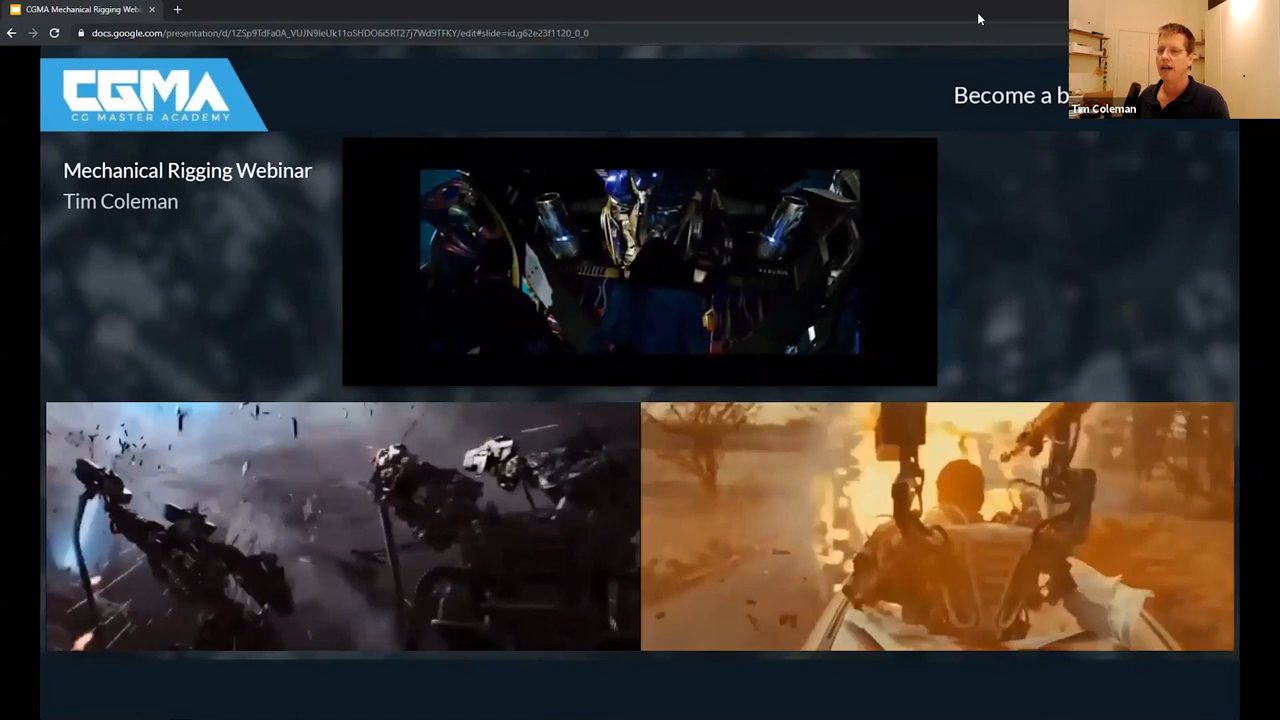 CGMA Mechanical Rigging Webi
docs.google.com/presentation/d/1ZSp9TdFa0A_VUJN9leUk11oSHDO6i5RT27j7Wd9TFKY/edit#slide=id.g62e23f1120_0_0
CGMA
CG MASTER ACADEMY
Become a b
Tim Coleman
Mechanical Rigging Webinar
Tim Coleman